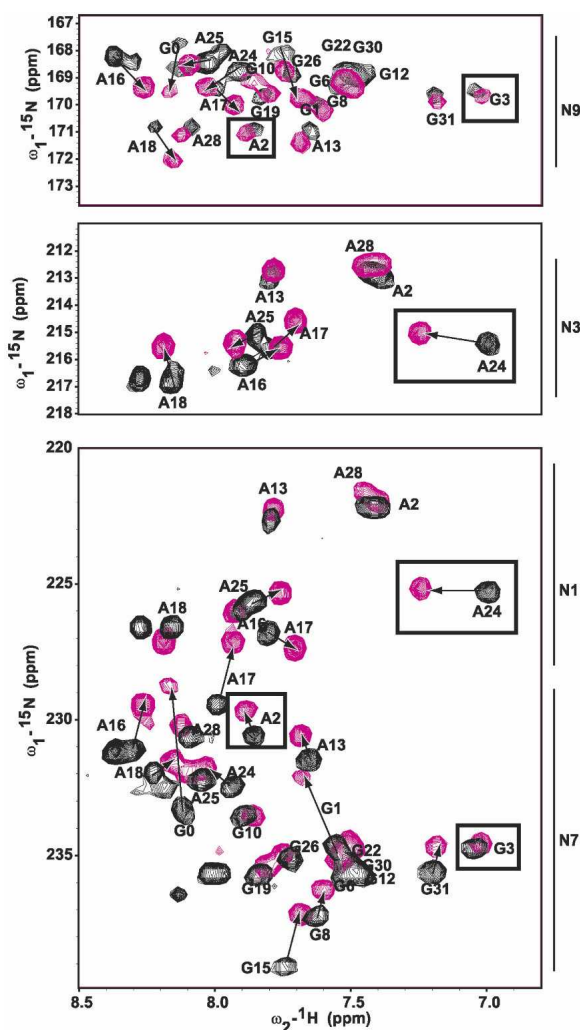 167
168
169
170
171
172
173
ω1-15N (ppm)
G0
A25
A24
G15
G22
G30
G10
G26
G6
G12
A16
A17
G19
G1
G8
G31
G3
A18
A28
A2
A13
N9
212
213
214
215
216
217
218
ω1-15N (ppm)
A28
A13
A2
A25
A17
A16
A18
A24
N3
220
225
230
235
ω1-15N (ppm)
A28
A13
A2
A25
A24
A18
A16
A17
N1
A17
A16
A2
A28
A13
A18
A24
A25
G1
G0
G10
G26
G22
G3
G30
G19
G6
G12
G31
G8
G15
N7
8.5
8.0
7.5
7.0
ω2-1H (ppm)